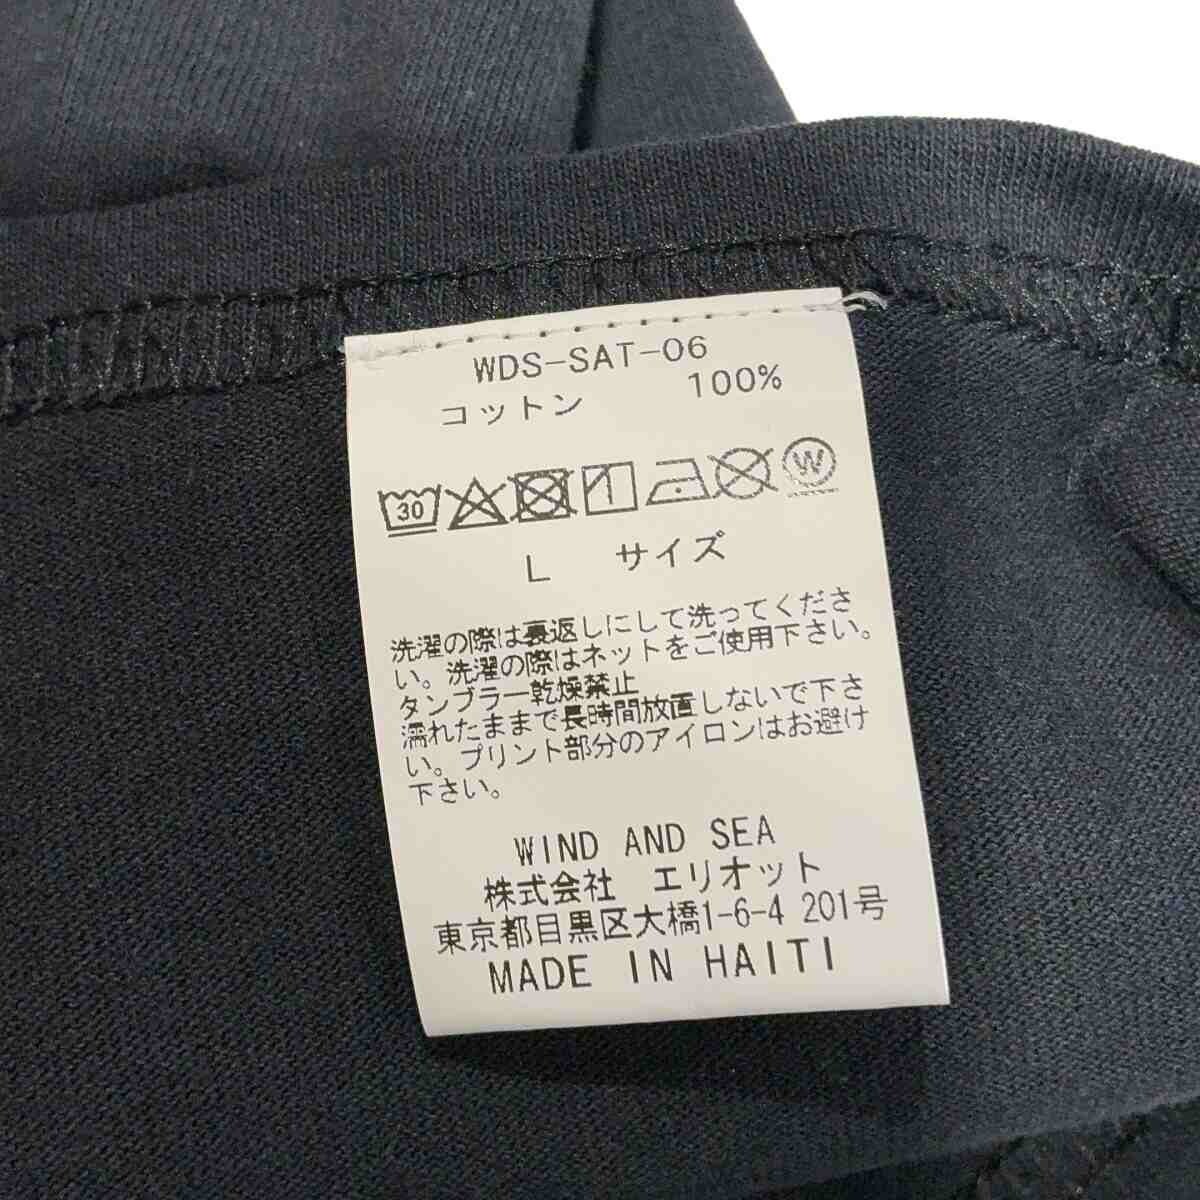 WDS-SAT-06
コットン 100%
30
W
L サイズ
洗濯の際は裏返しにして洗ってくださ
い。洗濯の際はネットをご使用下さい。
タンブラー乾燥禁止
濡れたままで長時間放置しないで下さ
い。プリント部分のアイロンはお避け
下さい。
WIND AND SEA
株式会社 エリオット
東京都目黒区大橋1-6-4 201号
MADE IN HAITI